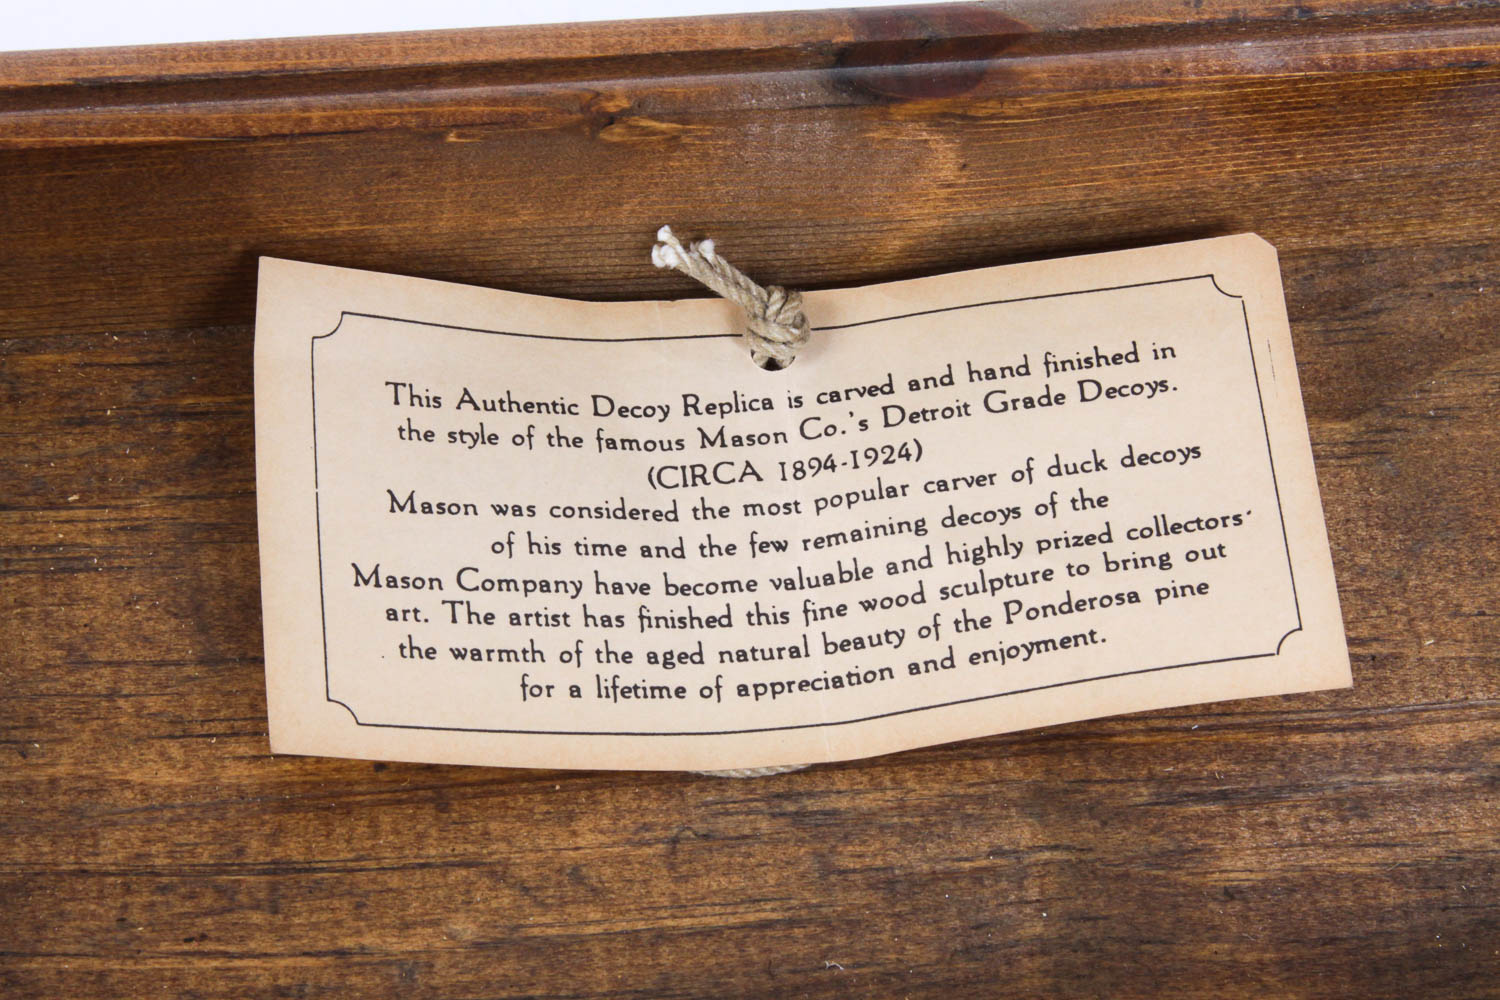 This Authentic Decoy Replica is carved and hand finished in
the style of the famous Mason Co.'s Detroit Grade Decoys.
(CIRCA 1894-1924)
Mason was considered the most popular carver of duck decoys
of his time and the few remaining decoys of the
Mason Company have become valuable and highly prized collectors'
art. The artist has finished this fine wood sculpture to bring out
the warmth of the aged natural beauty of the Ponderosa pine
for a lifetime of appreciation and enjoyment.